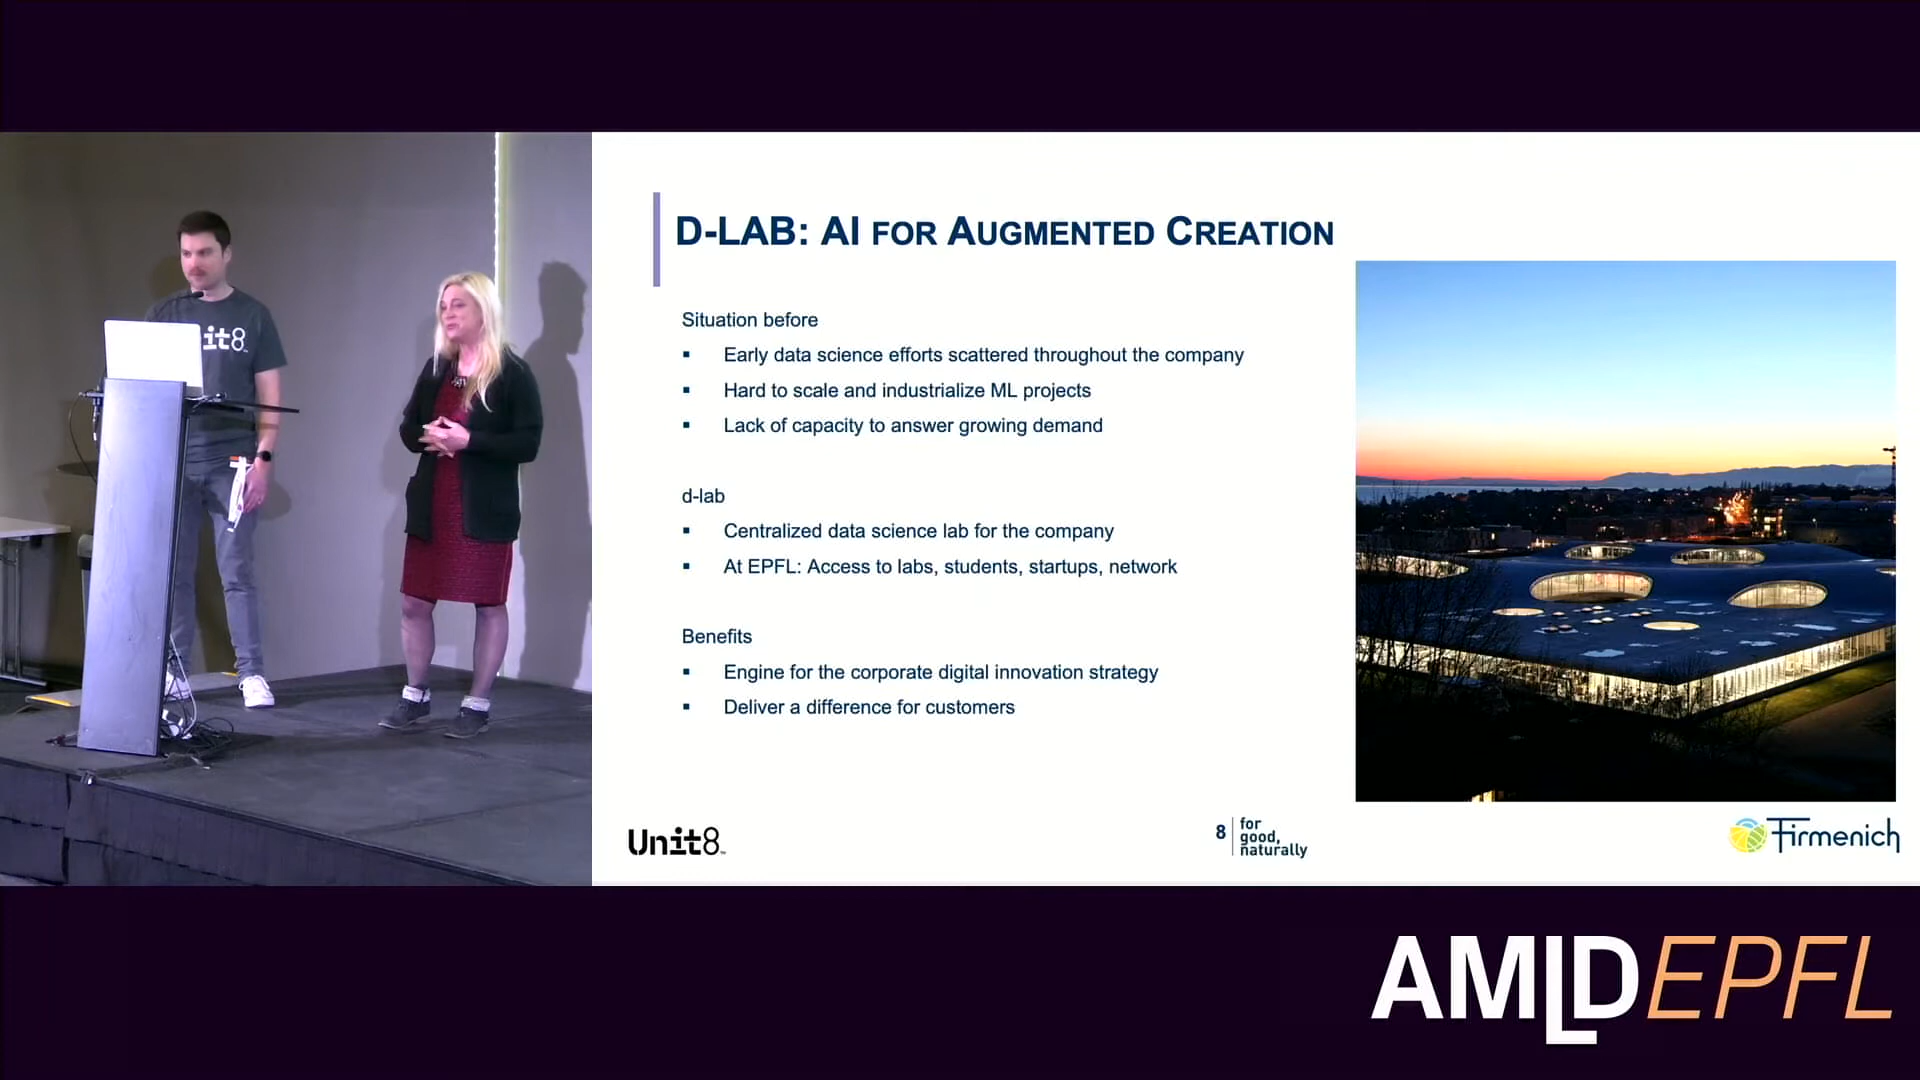 D-LAB: AI FOR AUGMENTED CREATION
Situation before
▪ Early data science efforts scattered throughout the company
▪ Hard to scale and industrialize ML projects
▪ Lack of capacity to answer growing demand
d-lab
▪ Centralized data science lab for the company
▪ At EPFL: Access to labs, students, startups, network
Benefits
▪ Engine for the corporate digital innovation strategy
▪ Deliver a difference for customers
Unit8
8
for
good,
naturally
Firmenich
AMLDEPFL